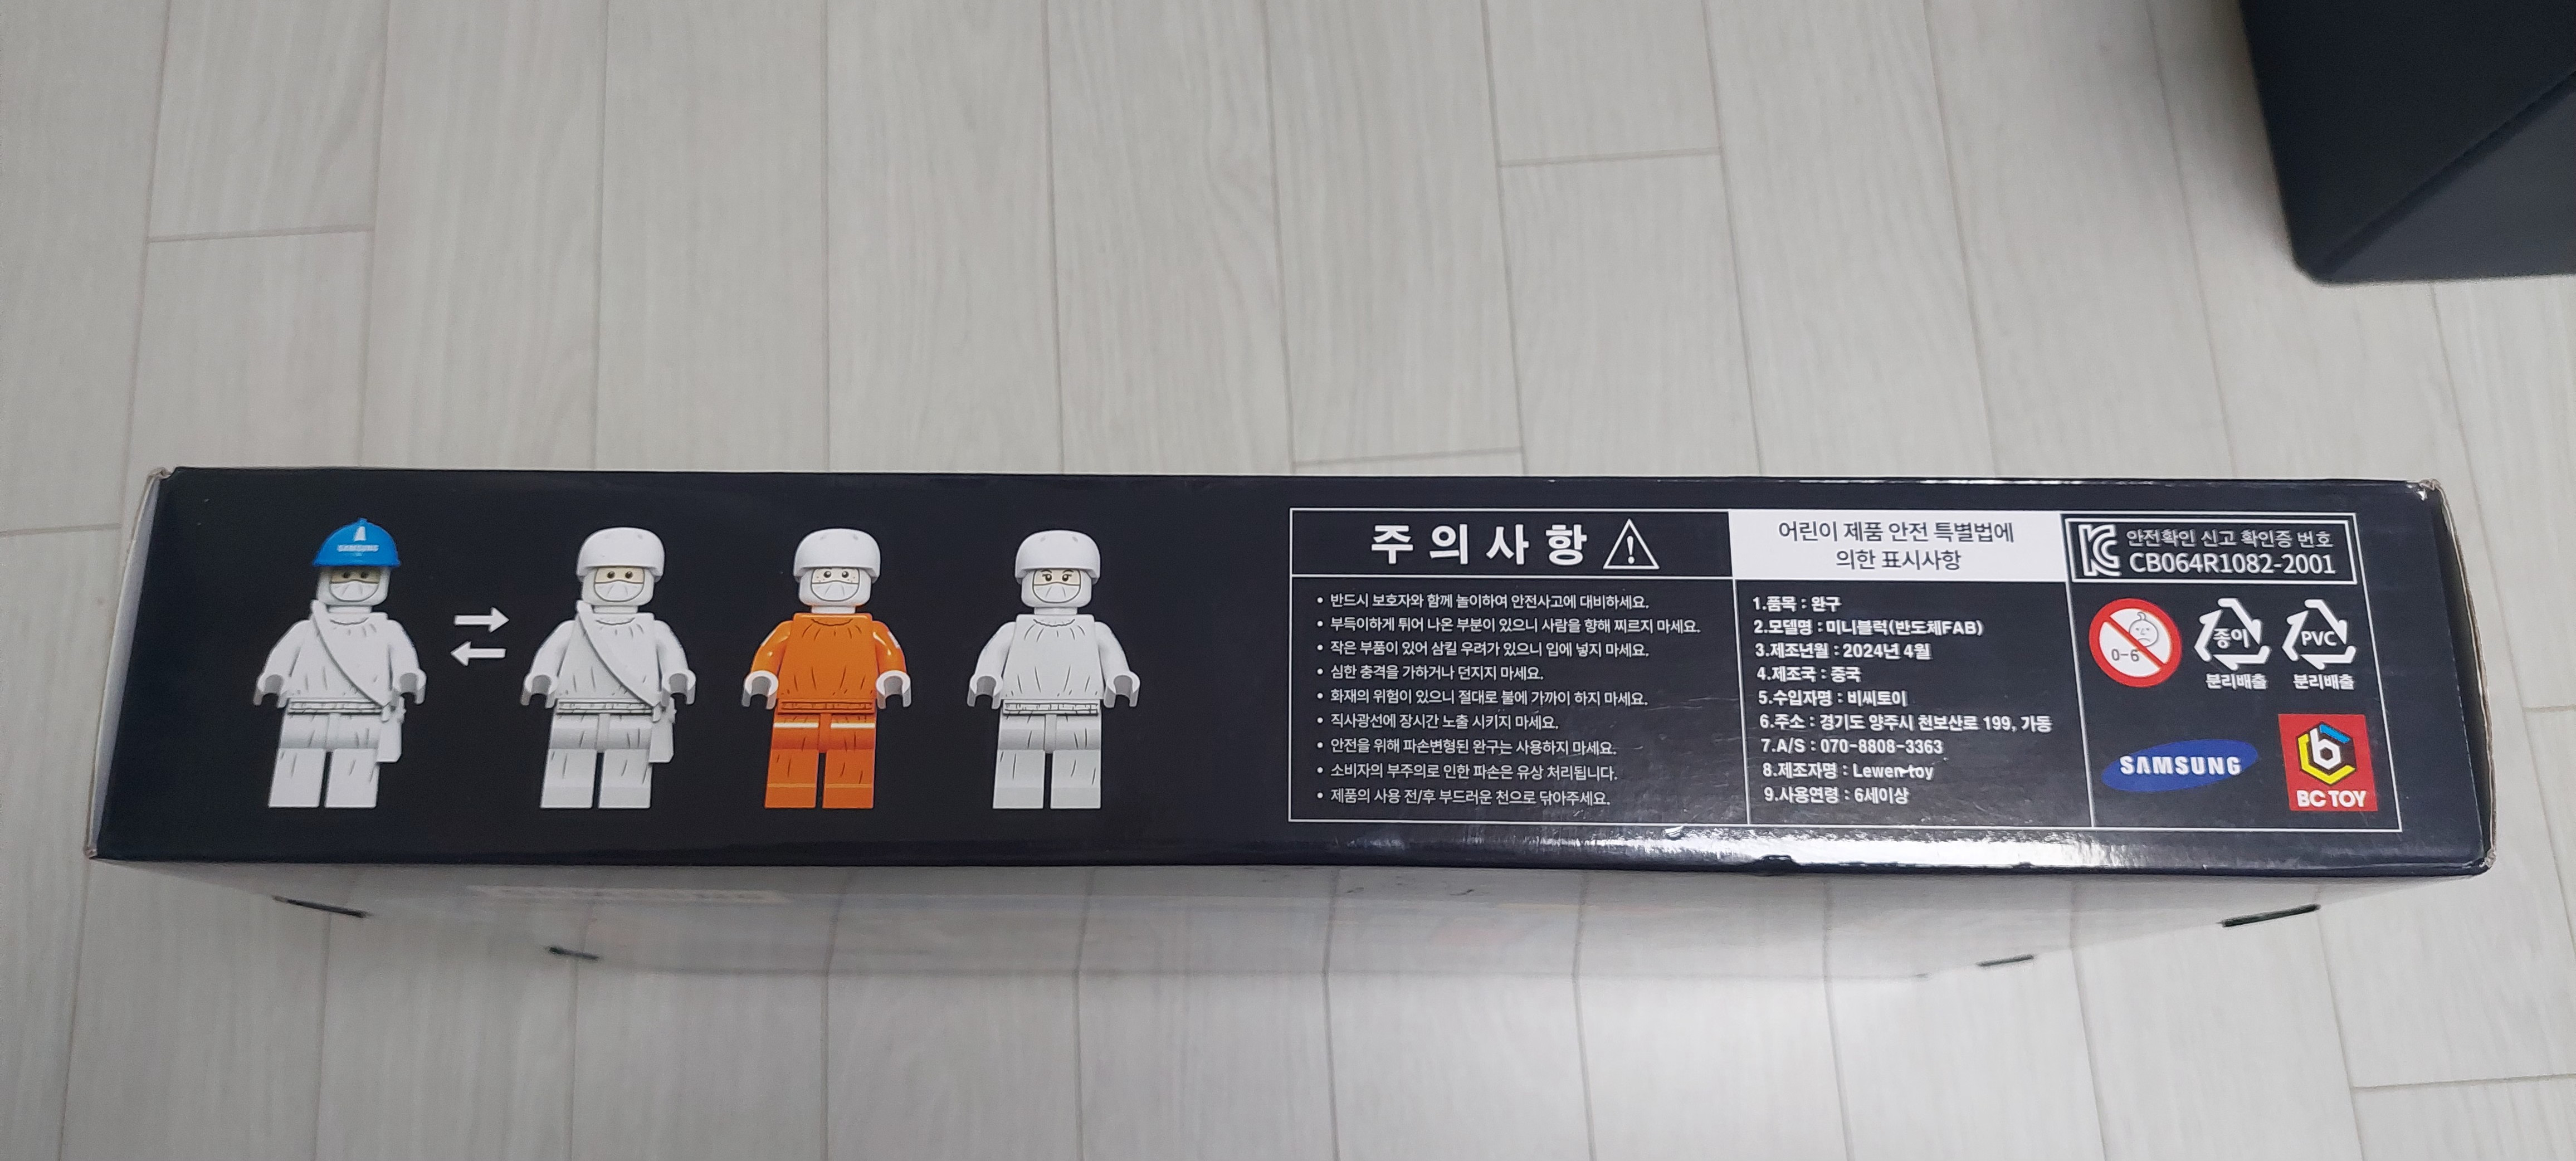 SAMSUNG
주의사항
• 반드시 보호자와 함께 놀이하여 안전사고에 대비하세요.
• 부득이하게 튀어 나온 부분이 있으니 사람을 향해 찌르지 마세요.
• 작은 부품이 있어 삼킬 우려가 있으니 입에 넣지 마세요.
• 심한 충격을 가하거나 던지지 마세요.
• 화재의 위험이 있으니 절대로 불에 가까이 하지 마세요.
• 직사광선에 장시간 노출 시키지 마세요.
• 안전을 위해 파손변형된 완구는 사용하지 마세요.
• 소비자의 부주의로 인한 파손은 유상 처리됩니다.
• 제품의 사용 전/후 부드러운 천으로 닦아주세요.
어린이 제품 안전 특별법에
의한 표시사항
1.품목 : 완구
2.모델명 : 미니블럭(반도체FAB)
3.제조년월 : 2024년 4월
4.제조국 : 중국
5.수입자명 : 비씨토이
6.주소 : 경기도 양주시 천보산로 199, 가동
7.A/S : 070-8808-3363
8.제조자명 : Lewen-toy
9.사용연령 : 6세이상
KC 안전확인 신고 확인증 번호
CB064R1082-2001
0-6
종이
분리배출
PVC
분리배출
SAMSUNG
b
BC TOY